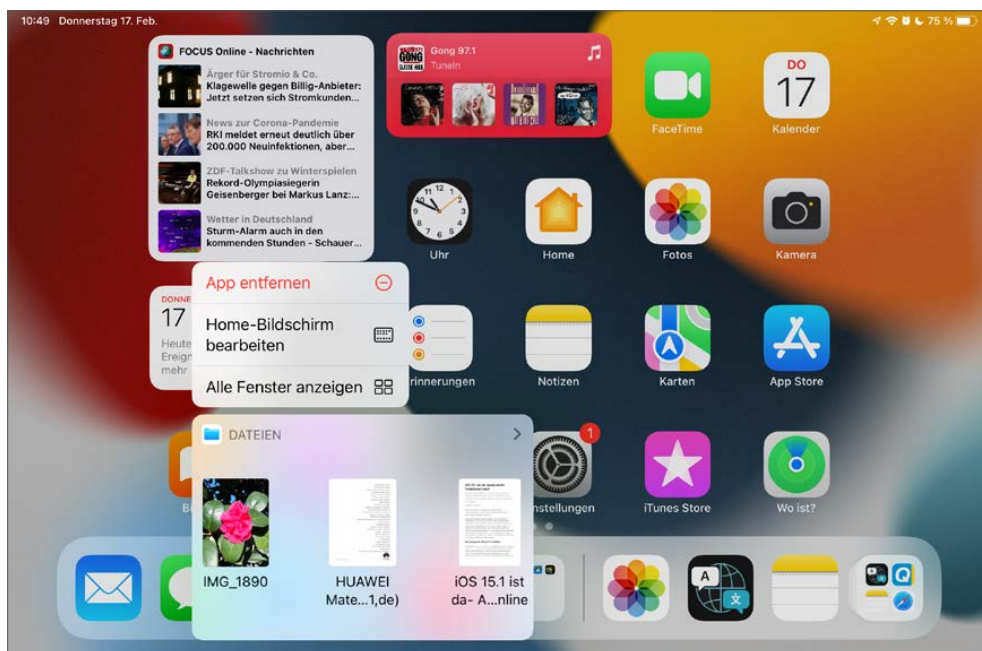 10:49 Donnerstag 17. Feb.
75 %
FOCUS Online - Nachrichten
Ärger für Stromio & Co.
Klagewelle gegen Billig-Anbieter:
Jetzt setzen sich Stromkunden...
News zur Corona-Pandemie
RKI meldet erneut deutlich über
200.000 Neuinfektionen, aber...
ZDF-Talkshow zu Winterspielen
Rekord-Olympiasiegerin
Geisenberger bei Markus Lanz:...
Wetter in Deutschland
Sturm-Alarm auch in den
kommenden Stunden - Schauer...
GONG
Gong 97.1
TuneIn
FaceTime
DO
17
Kalender
Uhr
Home
Fotos
Kamera
DONNE
17
Heute
Ereign
mehr
App entfernen
Home-Bildschirm
bearbeiten
Alle Fenster anzeigen
rinnerungen
Notizen
Karten
App Store
DATEIEN
1
nstellungen
iTunes Store
Wo ist?
IMG_1890
HUAWEI
Mate...1,de)
iOS 15.1 ist
da- A...nline
A
文